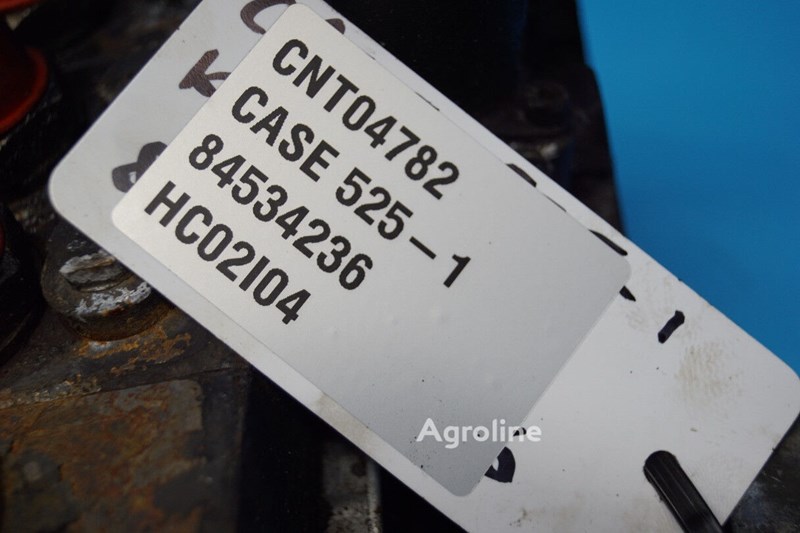 CNT04782
CASE 525-1
84534236
HC02I04
Agroline